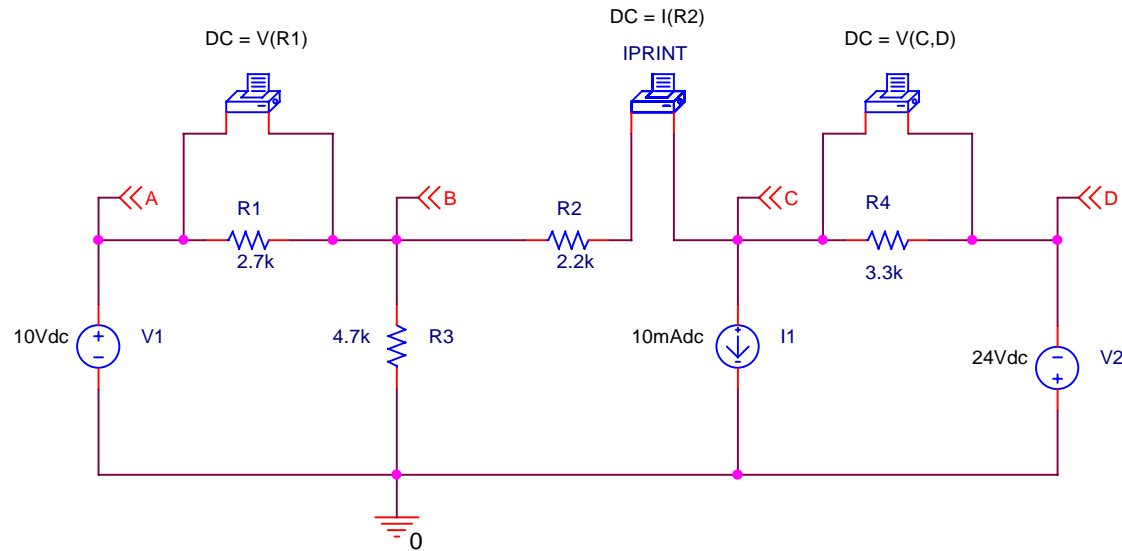 DC = I(R2)
DC = V(R1)
DC = V(C,D)
IPRINT
A
B
C
D
R1
R2
R4
2.7k
2.2k
3.3k
10Vdc
V1
4.7k
R3
10mAdc
I1
24Vdc
V2
0